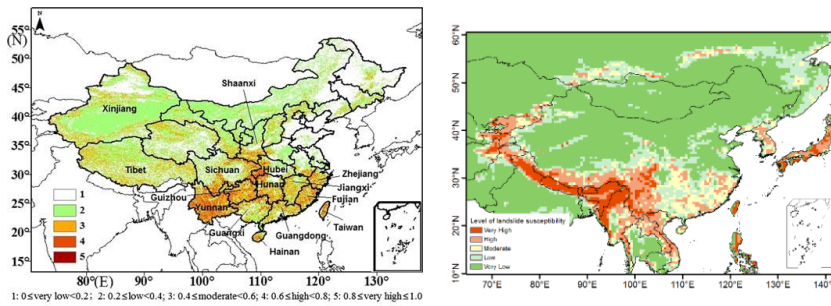 (N)
55°
50°
45°
40°
35°
30°
25°
20°
15°
Shaanxi
Xinjiang
Tibet
Sichuan
Hubei
Hunan
Zhejiang
Jiangxi
Fujian
Guizhou
Yunnan
Taiwan
Guangxi
Guangdong
Hainan
1
2
3
4
5
80° (E) 90° 100° 110° 120° 130°
1: 0≤very low<0.2; 2: 0.2≤low<0.4; 3: 0.4≤moderate<0.6; 4: 0.6≤high<0.8; 5: 0.8≤very high≤1.0
60°N
50°N
40°N
30°N
20°N
10°N
Level of landslide susceptibility
Very High
High
Moderate
Low
Very Low
70°E 80°E 90°E 100°E 110°E 120°E 130°E 140°E